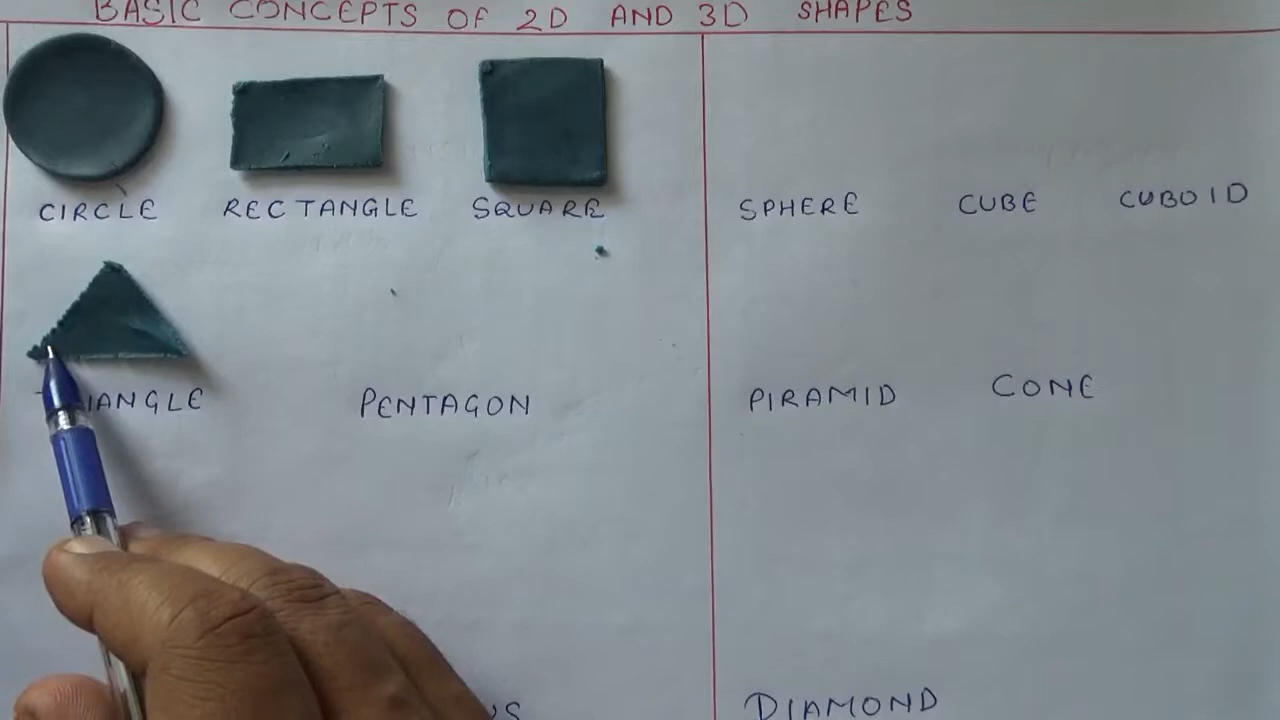 BASIC CONCEPTS OF 2D AND 3D SHAPES
CIRCLE RECTANGLE SQUARE
SPHERE CUBE CUBOID
PENTAGON
PIRAMID CONE
DIAMOND